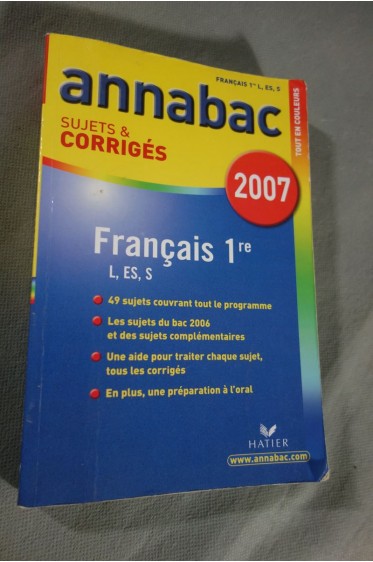 FRANÇAIS 1re L, ES, S
annabac
SUJETS &
CORRIGÉS
TOUT EN COULEURS
2007
Français 1re
L, ES, S
49 sujets couvrant tout le programme
Les sujets du bac 2006
et des sujets complémentaires
Une aide pour traiter chaque sujet,
tous les corrigés
En plus, une préparation à l'oral
HATIER
www.annabac.com